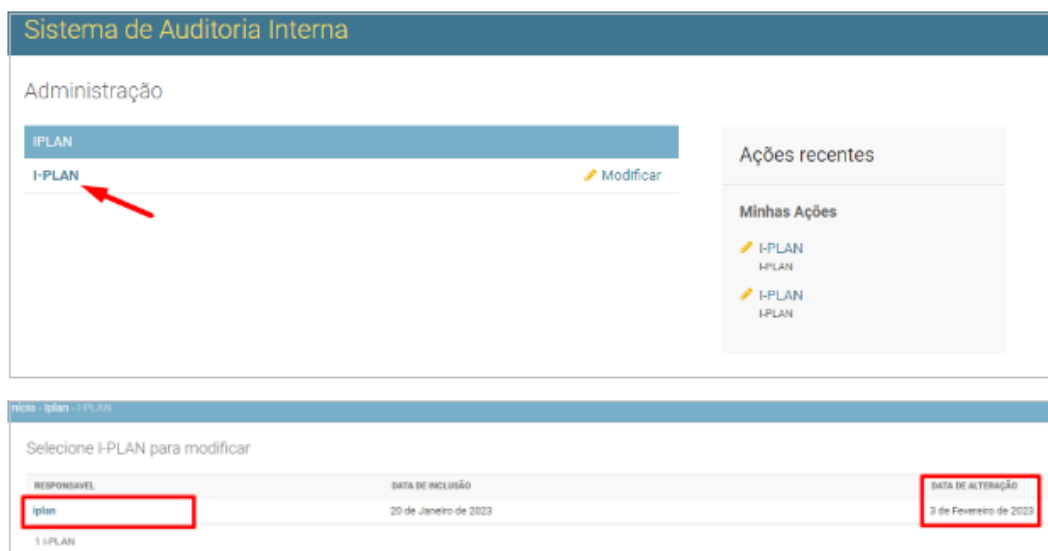 Sistema de Auditoria Interna
Administração
IPLAN
I-PLAN
Modificar
Ações recentes
Minhas Ações
I-PLAN
I-PLAN
I-PLAN
I-PLAN
nício › Iplan › I-PLAN
Selecione I-PLAN para modificar
RESPONSAVEL DATA DE INCLUSÃO DATA DE ALTERAÇÃO
iplan 20 de Janeiro de 2023 3 de Fevereiro de 2023
1 I-PLAN